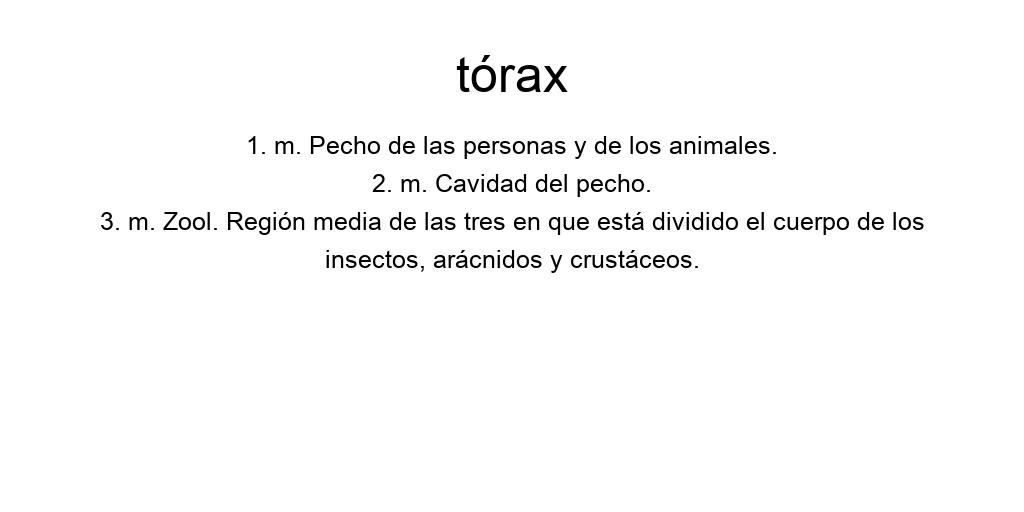 tórax
1. m. Pecho de las personas y de los animales.
2. m. Cavidad del pecho.
3. m. Zool. Región media de las tres en que está dividido el cuerpo de los
insectos, arácnidos y crustáceos.